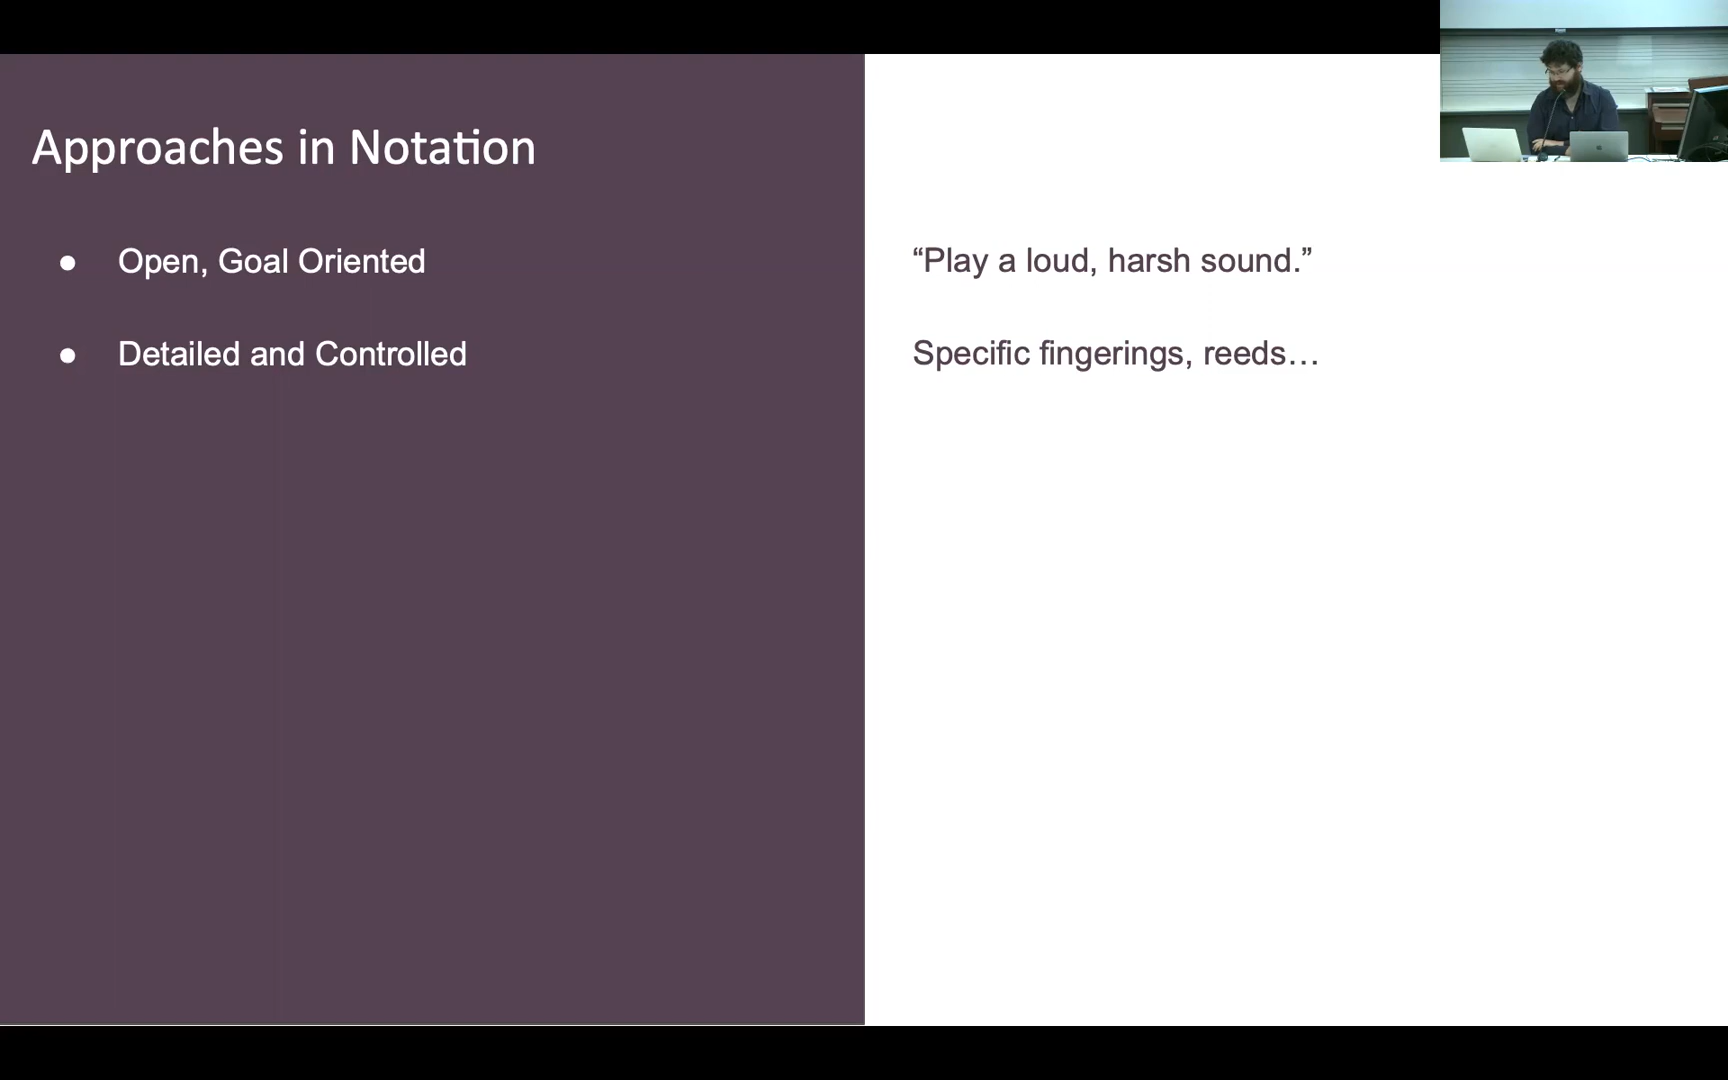 Approaches in Notation
● Open, Goal Oriented
“Play a loud, harsh sound.”
● Detailed and Controlled
Specific fingerings, reeds…